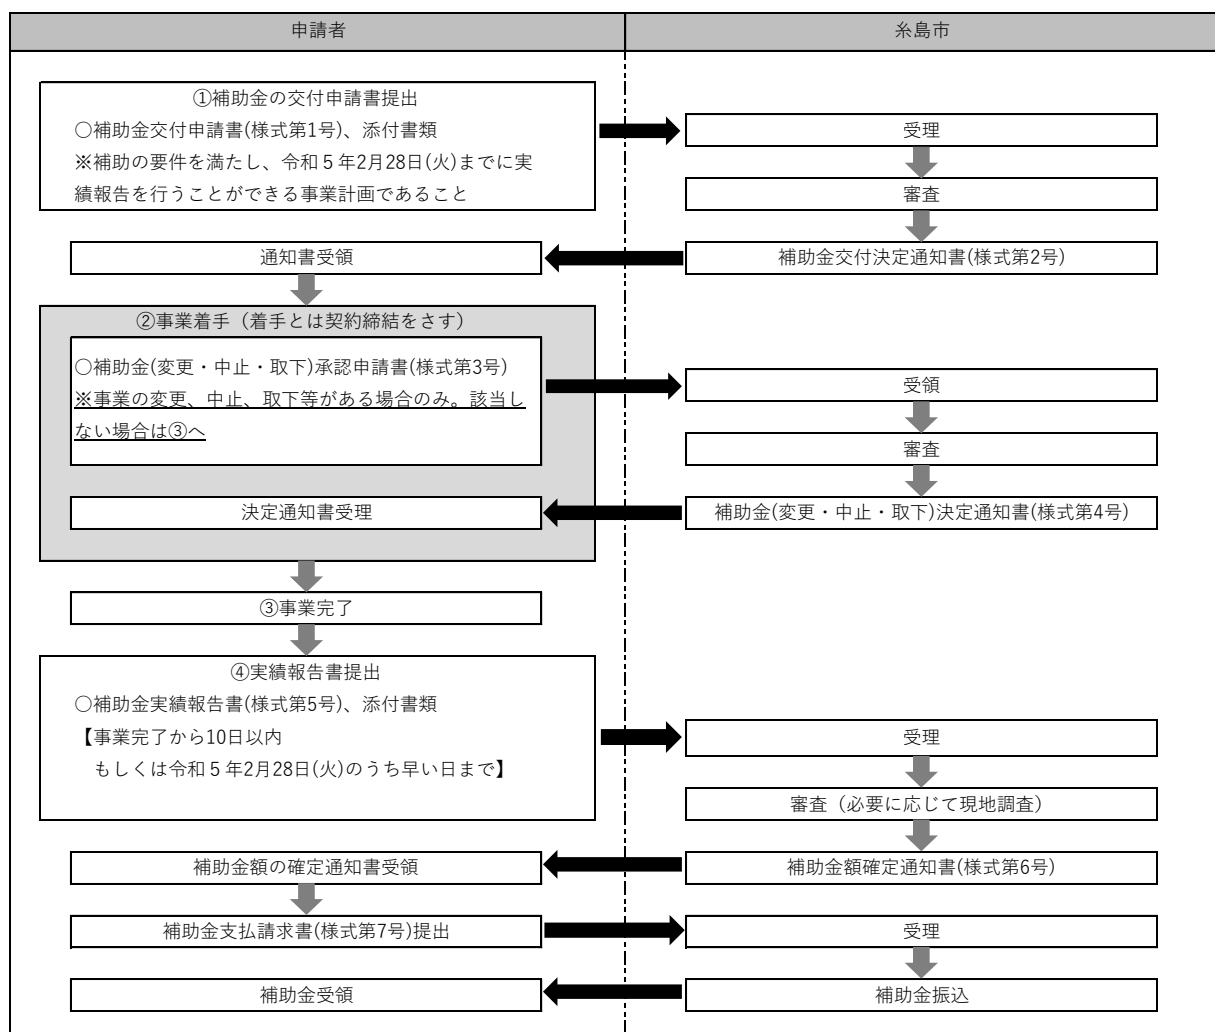 申請者
糸島市
①補助金の交付申請書提出
○補助金交付申請書(様式第1号)、添付書類
※補助の要件を満たし、令和５年2月28日(火)までに実
績報告を行うことができる事業計画であること
受理
審査
補助金交付決定通知書(様式第2号)
通知書受領
②事業着手（着手とは契約締結をさす）
○補助金(変更・中止・取下)承認申請書(様式第3号)
※事業の変更、中止、取下等がある場合のみ。該当し
ない場合は③へ
受領
審査
補助金(変更・中止・取下)決定通知書(様式第4号)
決定通知書受理
③事業完了
④実績報告書提出
○補助金実績報告書(様式第5号)、添付書類
【事業完了から10日以内
もしくは令和５年2月28日(火)のうち早い日まで】
受理
審査（必要に応じて現地調査）
補助金額確定通知書(様式第6号)
補助金額の確定通知書受領
補助金支払請求書(様式第7号)提出
受理
補助金振込
補助金受領